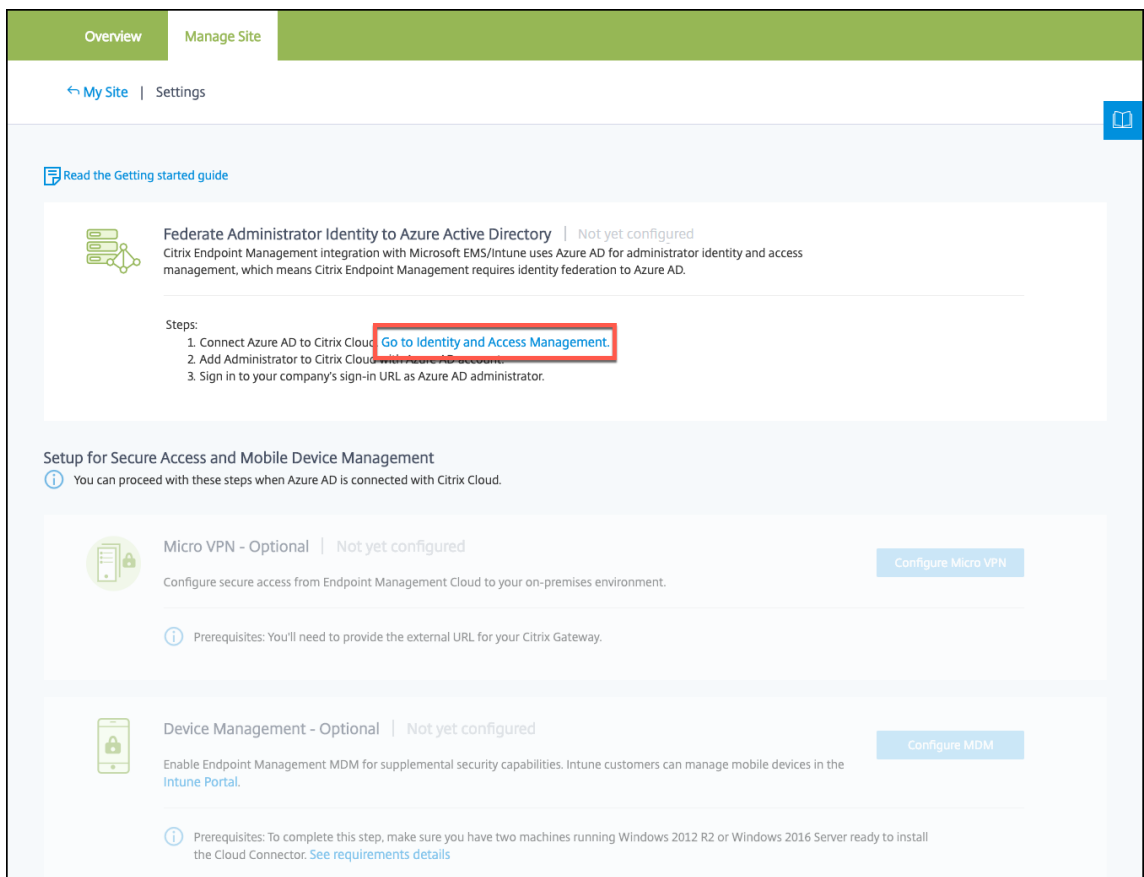 Overview Manage Site
My Site | Settings
Read the Getting started guide
Federate Administrator Identity to Azure Active Directory | Not yet configured
Citrix Endpoint Management integration with Microsoft EMS/Intune uses Azure AD for administrator identity and access
management, which means Citrix Endpoint Management requires identity federation to Azure AD.
Steps:
1. Connect Azure AD to Citrix Cloud Go to Identity and Access Management.
2. Add Administrator to Citrix Cloud with Azure AD account.
3. Sign in to your company's sign-in URL as Azure AD administrator.
Setup for Secure Access and Mobile Device Management
You can proceed with these steps when Azure AD is connected with Citrix Cloud.
Micro VPN - Optional | Not yet configured
Configure Micro VPN
Configure secure access from Endpoint Management Cloud to your on-premises environment.
Prerequisites: You'll need to provide the external URL for your Citrix Gateway.
Device Management - Optional | Not yet configured
Configure MDM
Enable Endpoint Management MDM for supplemental security capabilities. Intune customers can manage mobile devices in the
Intune Portal.
Prerequisites: To complete this step, make sure you have two machines running Windows 2012 R2 or Windows 2016 Server ready to install
the Cloud Connector. See requirements details